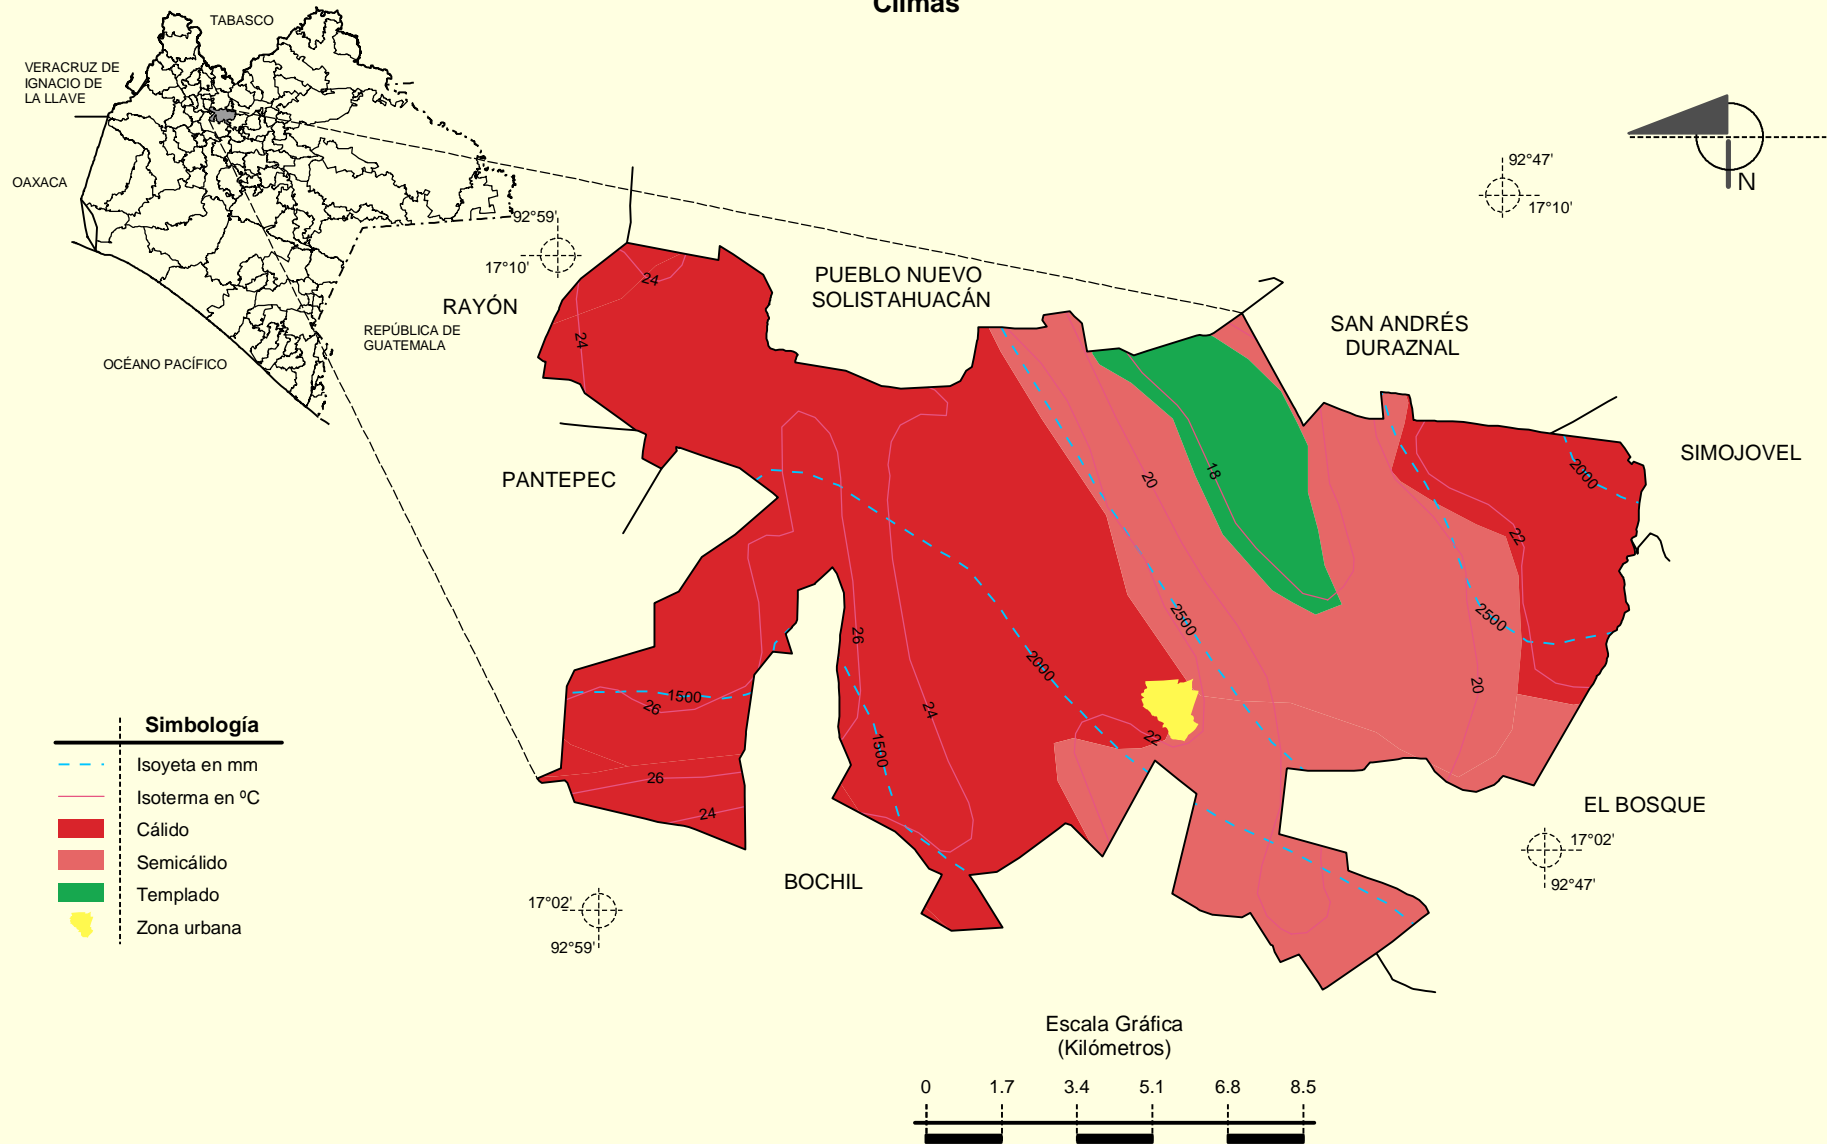 Climas
TABASCO
VERACRUZ DE
IGNACIO DE
LA LLAVE
OAXACA
OCÉANO PACÍFICO
REPÚBLICA DE
GUATEMALA
N
92°59'
17°10'
92°47'
17°10'
RAYÓN
PUEBLO NUEVO
SOLISTAHUACÁN
SAN ANDRÉS
DURAZNAL
SIMOJOVEL
PANTEPEC
BOCHIL
EL BOSQUE
24
24
20
18
2000
22
2500
2500
20
26
2000
24
22
1500
26
1500
26
24
17°02'
92°59'
17°02'
92°47'
Simbología
Isoyeta en mm
Isoterma en ºC
Cálido
Semicálido
Templado
Zona urbana
Escala Gráfica
(Kilómetros)
0 1.7 3.4 5.1 6.8 8.5